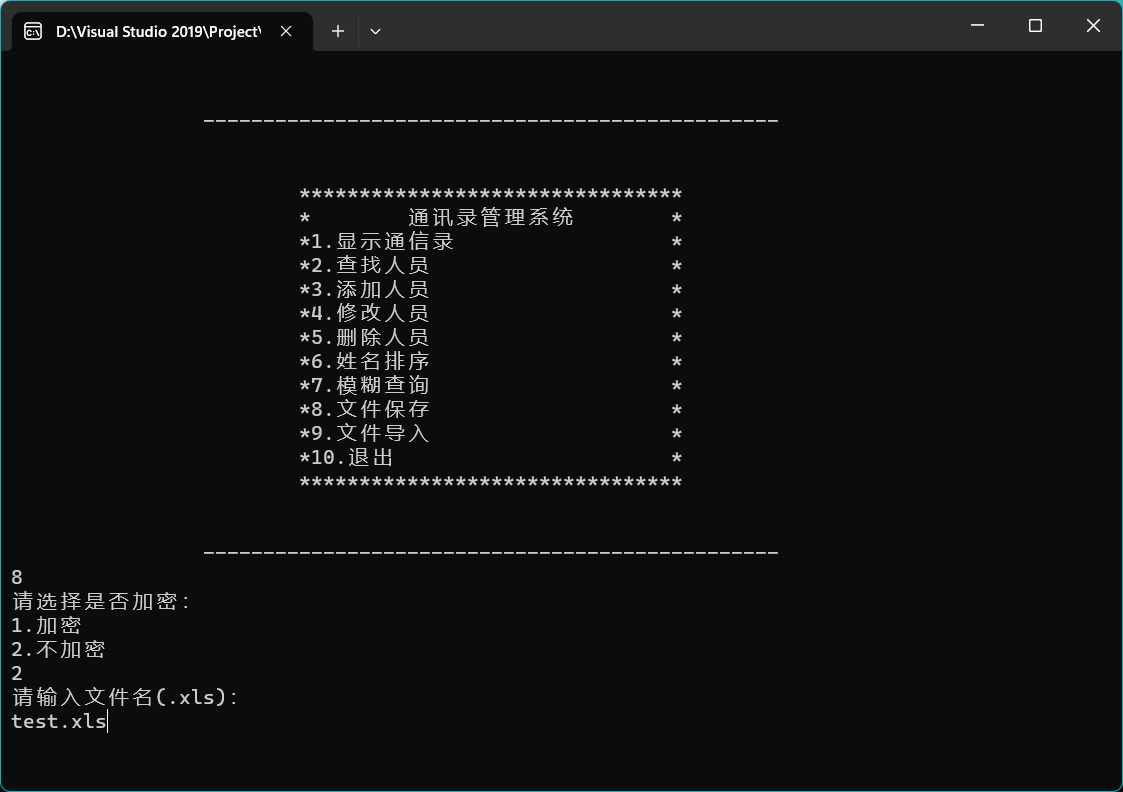 D:\Visual Studio 2019\Project\
------------------------------------------------
********************************
* 通讯录管理系统 *
*1.显示通信录 *
*2.查找人员 *
*3.添加人员 *
*4.修改人员 *
*5.删除人员 *
*6.姓名排序 *
*7.模糊查询 *
*8.文件保存 *
*9.文件导入 *
*10.退出 *
********************************
------------------------------------------------
8
请选择是否加密:
1.加密
2.不加密
2
请输入文件名(.xls):
test.xls